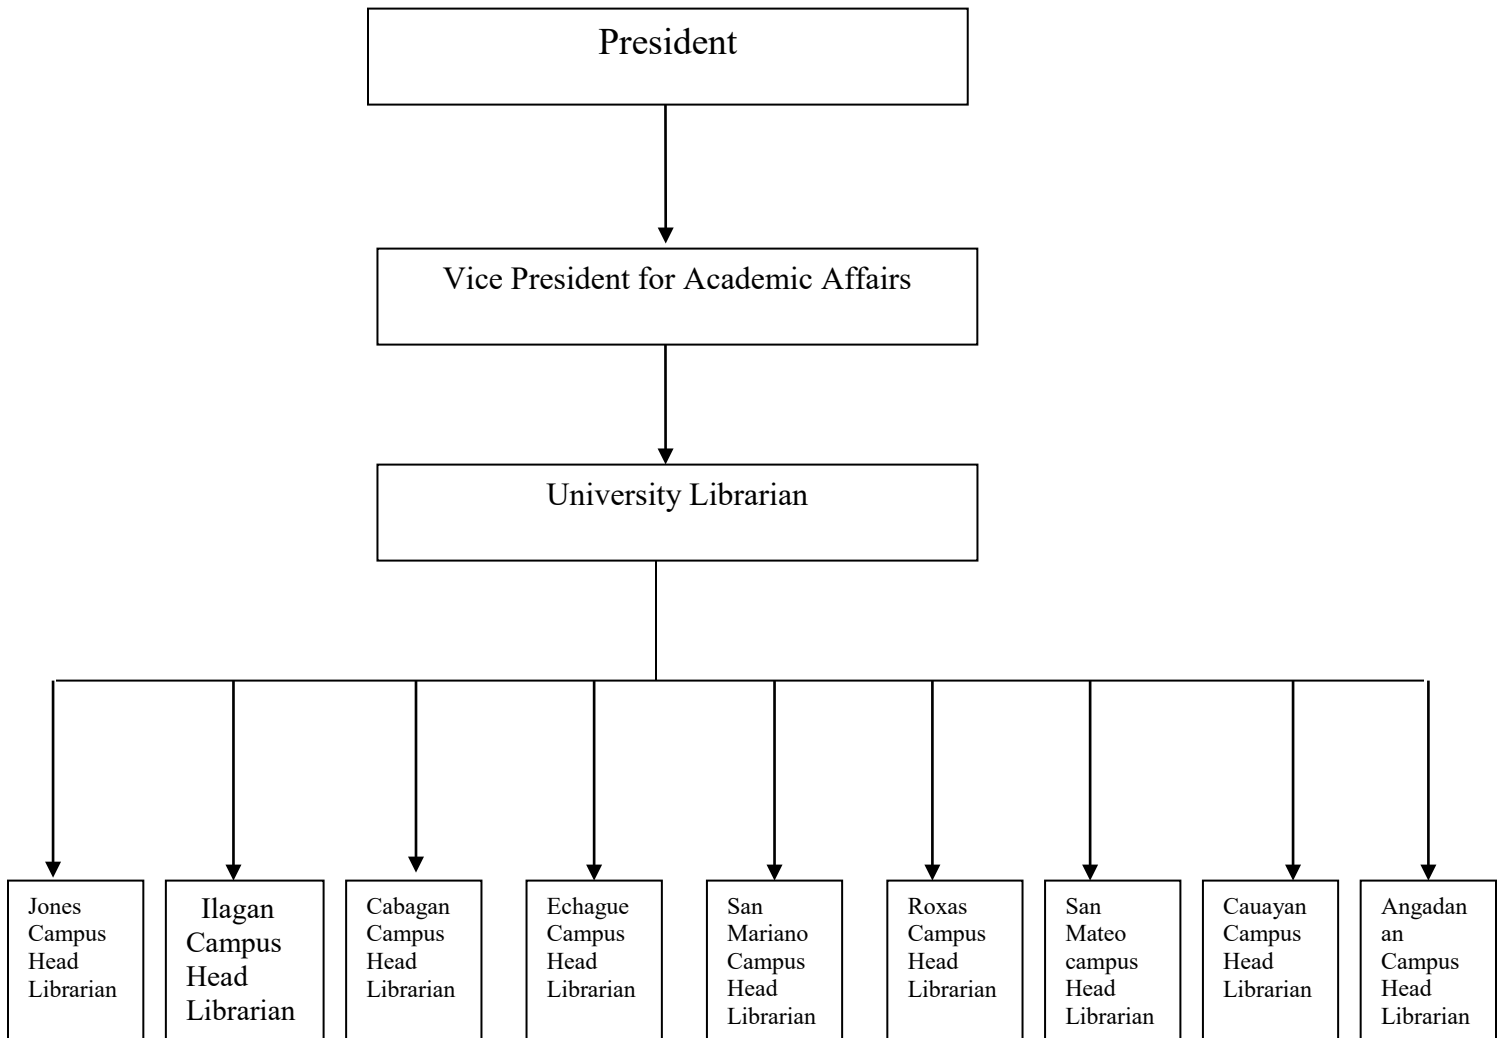 President
Vice President for Academic Affairs
University Librarian
Jones
Campus
Head
Librarian
Ilagan
Campus
Head
Librarian
Cabagan
Campus
Head
Librarian
Echague
Campus
Head
Librarian
San
Mariano
Campus
Head
Librarian
Roxas
Campus
Head
Librarian
San
Mateo
campus
Head
Librarian
Cauayan
Campus
Head
Librarian
Angadan
an
Campus
Head
Librarian